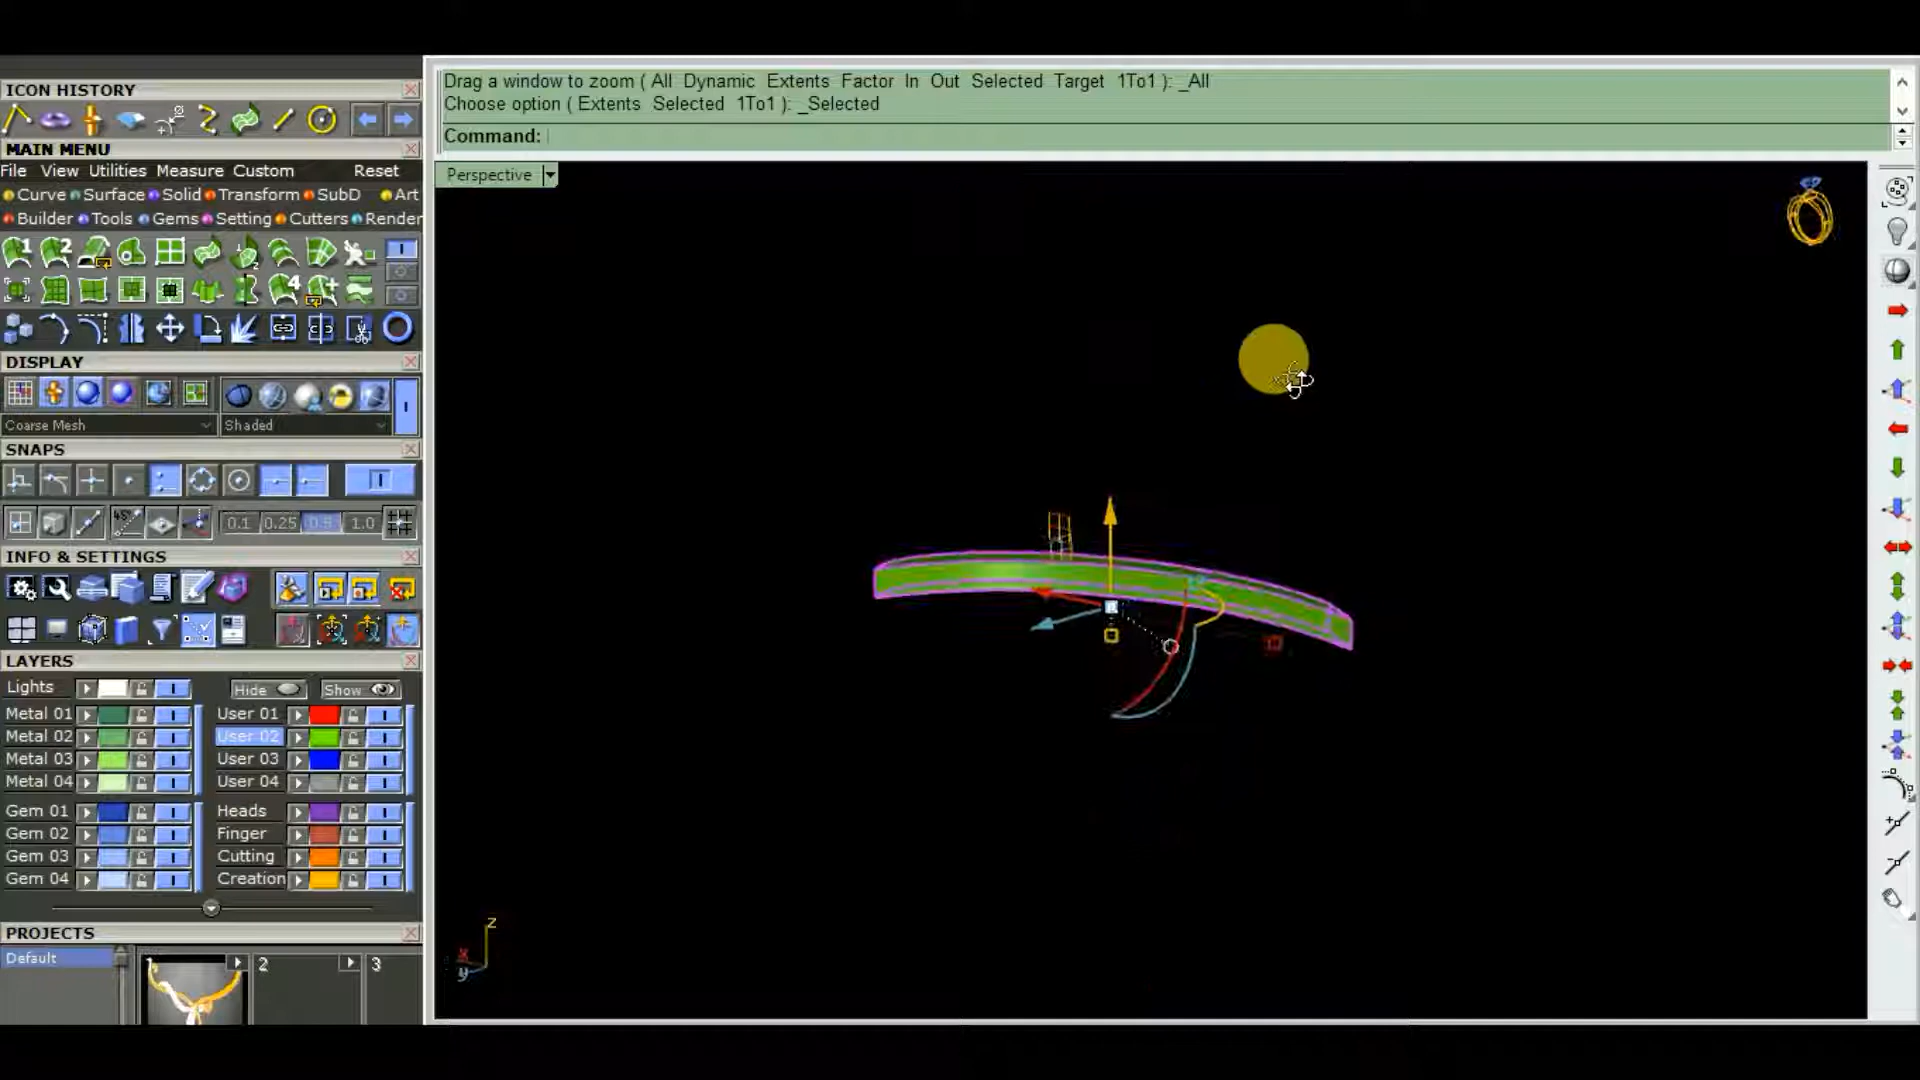 ICON HISTORY
MAIN MENU
File View Utilities Measure Custom Reset
Curve Surface Solid Transform SubD Art
Builder Tools Gems Setting Cutters Render
DISPLAY
Coarse Mesh Shaded
SNAPS
0.1 0.25 0.5 1.0
INFO & SETTINGS
LAYERS
Lights Hide Show
Metal 01 User 01
Metal 02 User 02
Metal 03 User 03
Metal 04 User 04
Gem 01 Heads
Gem 02 Finger
Gem 03 Cutting
Gem 04 Creation
PROJECTS
Default 1 2 3
Drag a window to zoom ( All Dynamic Extents Factor In Out Selected Target 1To1 ): _All
Choose option ( Extents Selected 1To1 ): _Selected
Command:
Perspective
z
x
y